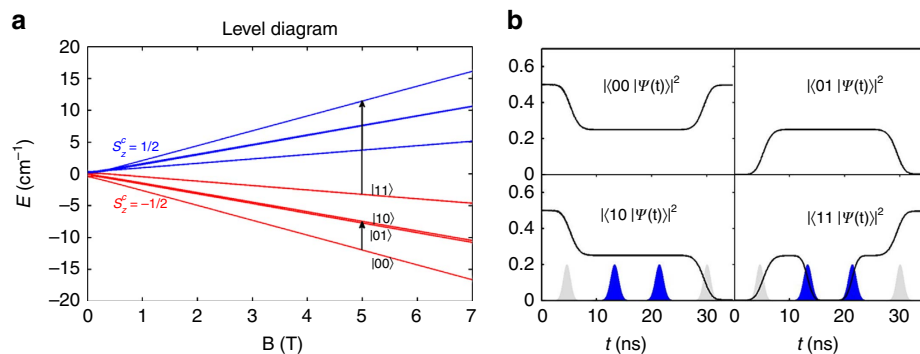 a
Level diagram
20
15
10
5
0
−5
−10
−15
−20
E (cm⁻¹)
S_z^c = 1/2
S_z^c = −1/2
|11⟩
|10⟩
|01⟩
|00⟩
0 1 2 3 4 5 6 7
B (T)
b
|⟨00 |Ψ(t)⟩|²
|⟨01 |Ψ(t)⟩|²
|⟨10 |Ψ(t)⟩|²
|⟨11 |Ψ(t)⟩|²
0.6
0.4
0.2
0.6
0.4
0.2
0
0 10 20 30
0 10 20 30
t (ns)
t (ns)